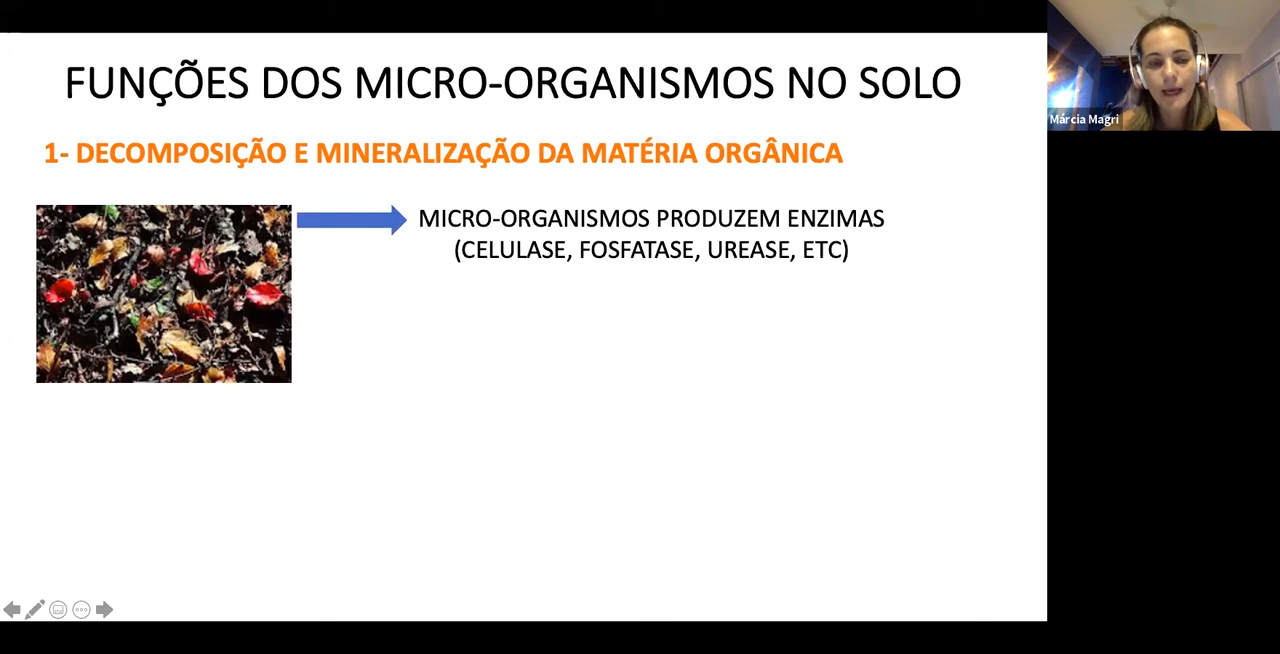 FUNÇÕES DOS MICRO-ORGANISMOS NO SOLO
1- DECOMPOSIÇÃO E MINERALIZAÇÃO DA MATÉRIA ORGÂNICA
MICRO-ORGANISMOS PRODUZEM ENZIMAS
(CELULASE, FOSFATASE, UREASE, ETC)
Márcia Magri